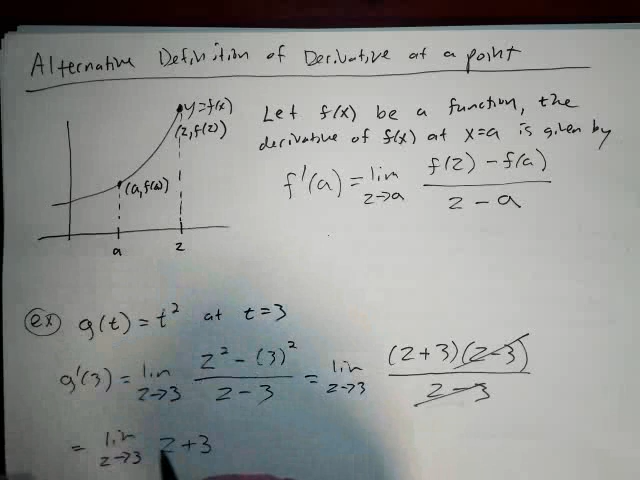 Alternative Definition of Derivative at a point
y=f(x)
(z, f(z))
(a, f(a))
a z
Let f(x) be a function, the
derivative of f(x) at x=a is given by
f'(a) = lim z→a (f(z) - f(a)) / (z - a)
ex g(t) = t² at t=3
g'(3) = lim z→3 (z² - (3)²) / (z - 3) = lim z→3 (z+3)(z-3) / (z-3)
= lim z→3 z+3